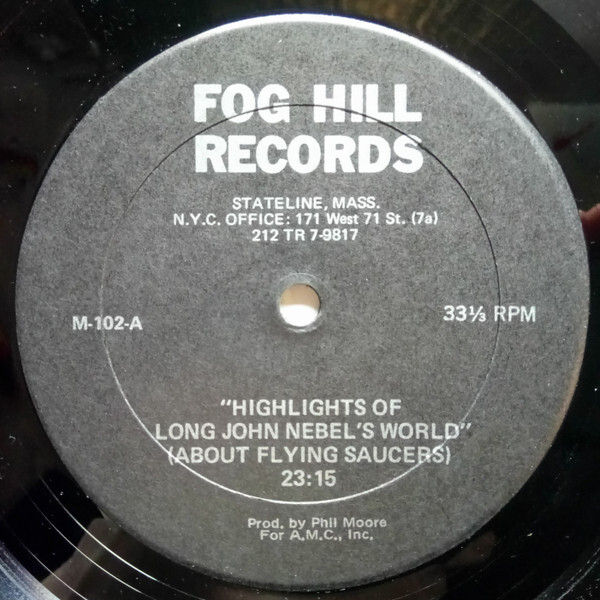 FOG HILL
RECORDS
STATELINE, MASS.
N.Y.C. OFFICE: 171 West 71 St. (7a)
212 TR 7-9817
M-102-A
33⅓ RPM
"HIGHLIGHTS OF
LONG JOHN NEBEL'S WORLD"
(ABOUT FLYING SAUCERS)
23:15
Prod. by Phil Moore
For A.M.C., Inc.